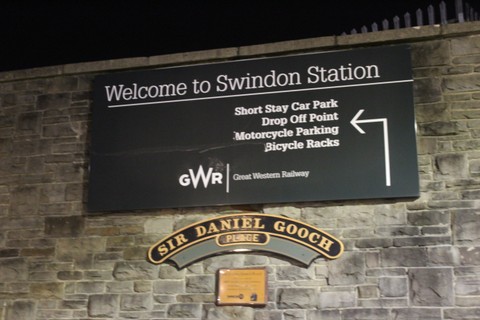 Welcome to Swindon Station
Short Stay Car Park
Drop Off Point
Motorcycle Parking
Bicycle Racks
GWR Great Western Railway
SIR DANIEL GOOCH
PLACE